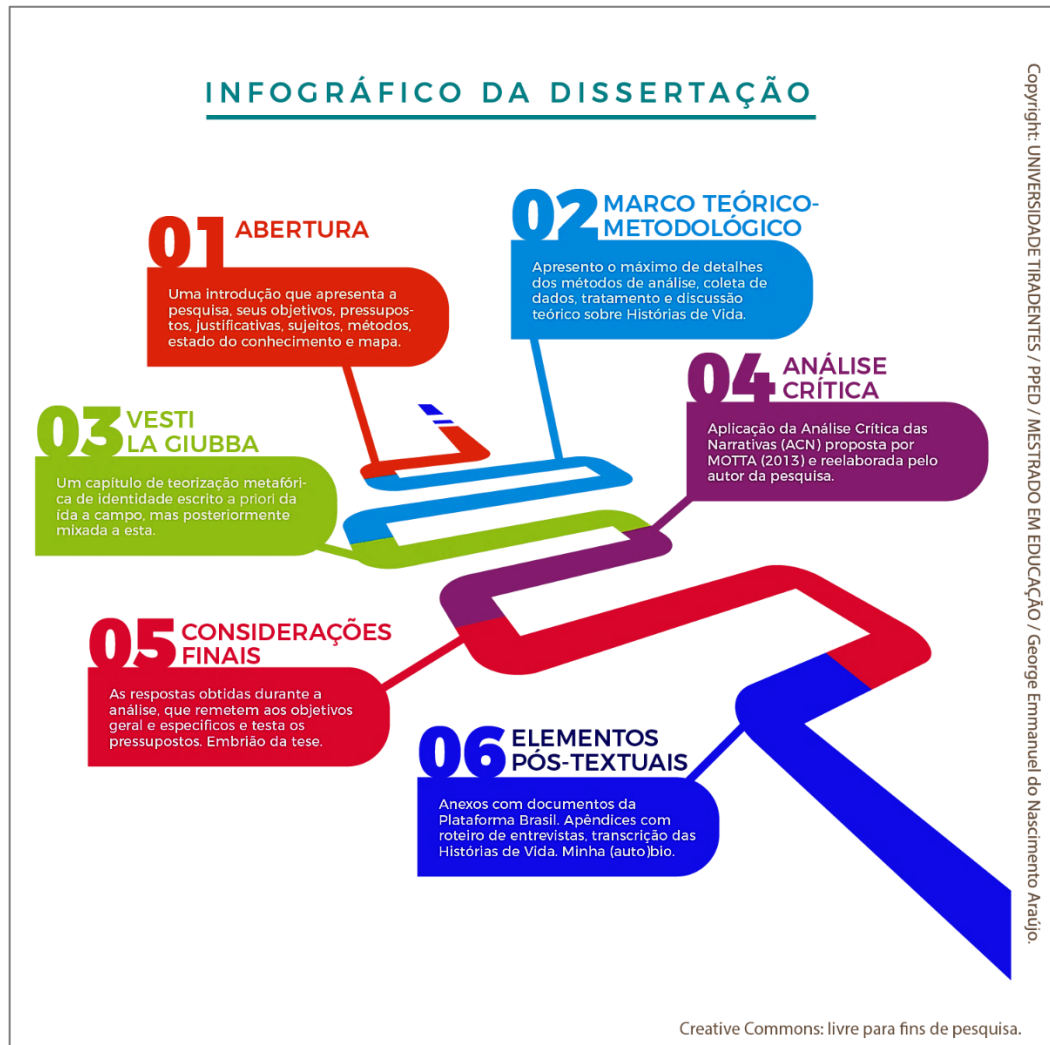 INFOGRÁFICO DA DISSERTAÇÃO
01 ABERTURA
Uma introdução que apresenta a
pesquisa, seus objetivos, pressupos-
tos, justificativas, sujeitos, métodos,
estado do conhecimento e mapa.
02 MARCO TEÓRICO-
METODOLÓGICO
Apresento o máximo de detalhes
dos métodos de análise, coleta de
dados, tratamento e discussão
teórico sobre Histórias de Vida.
03 VESTI
LA GIUBBA
Um capítulo de teorização metafóri-
ca de identidade escrito a priori da
ida a campo, mas posteriormente
mixada a esta.
04 ANÁLISE
CRÍTICA
Aplicação da Análise Crítica das
Narrativas (ACN) proposta por
MOTTA (2013) e reelaborada pelo
autor da pesquisa.
05 CONSIDERAÇÕES
FINAIS
As respostas obtidas durante a
análise, que remetem aos objetivos
geral e específicos e testa os
pressupostos. Embrião da tese.
06 ELEMENTOS
PÓS-TEXTUAIS
Anexos com documentos da
Plataforma Brasil. Apêndices com
roteiro de entrevistas, transcrição das
Histórias de Vida. Minha (auto)bio.
Copyright: UNIVERSIDADE TIRADENTES / PPED / MESTRADO EM EDUCAÇÃO / George Emmanuel do Nascimento Araújo.
Creative Commons: livre para fins de pesquisa.